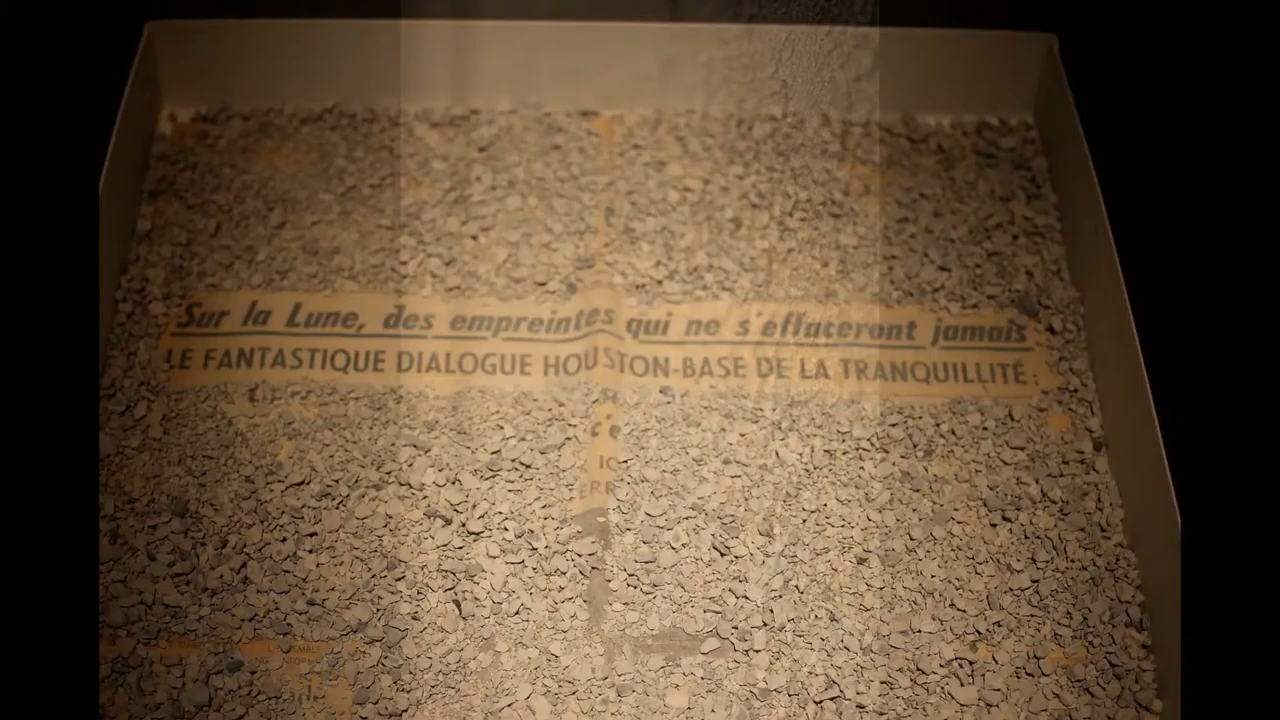 Sur la Lune, des empreintes qui ne s'effaceront jamais
LE FANTASTIQUE DIALOGUE HOUSTON-BASE DE LA TRANQUILLITÉ :